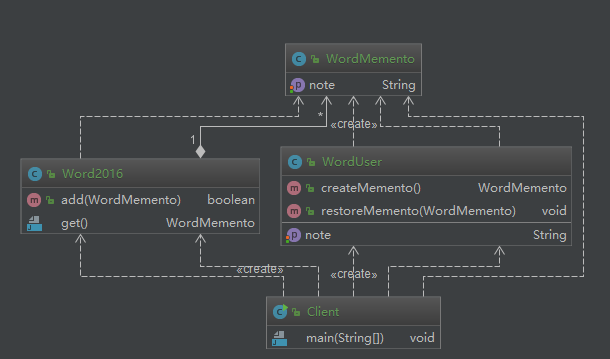 WordMemento
note String
*
«create»
1
Word2016
add(WordMemento) boolean
get() WordMemento
WordUser
createMemento() WordMemento
restoreMemento(WordMemento) void
note String
«create»
«create»
Client
main(String[]) void